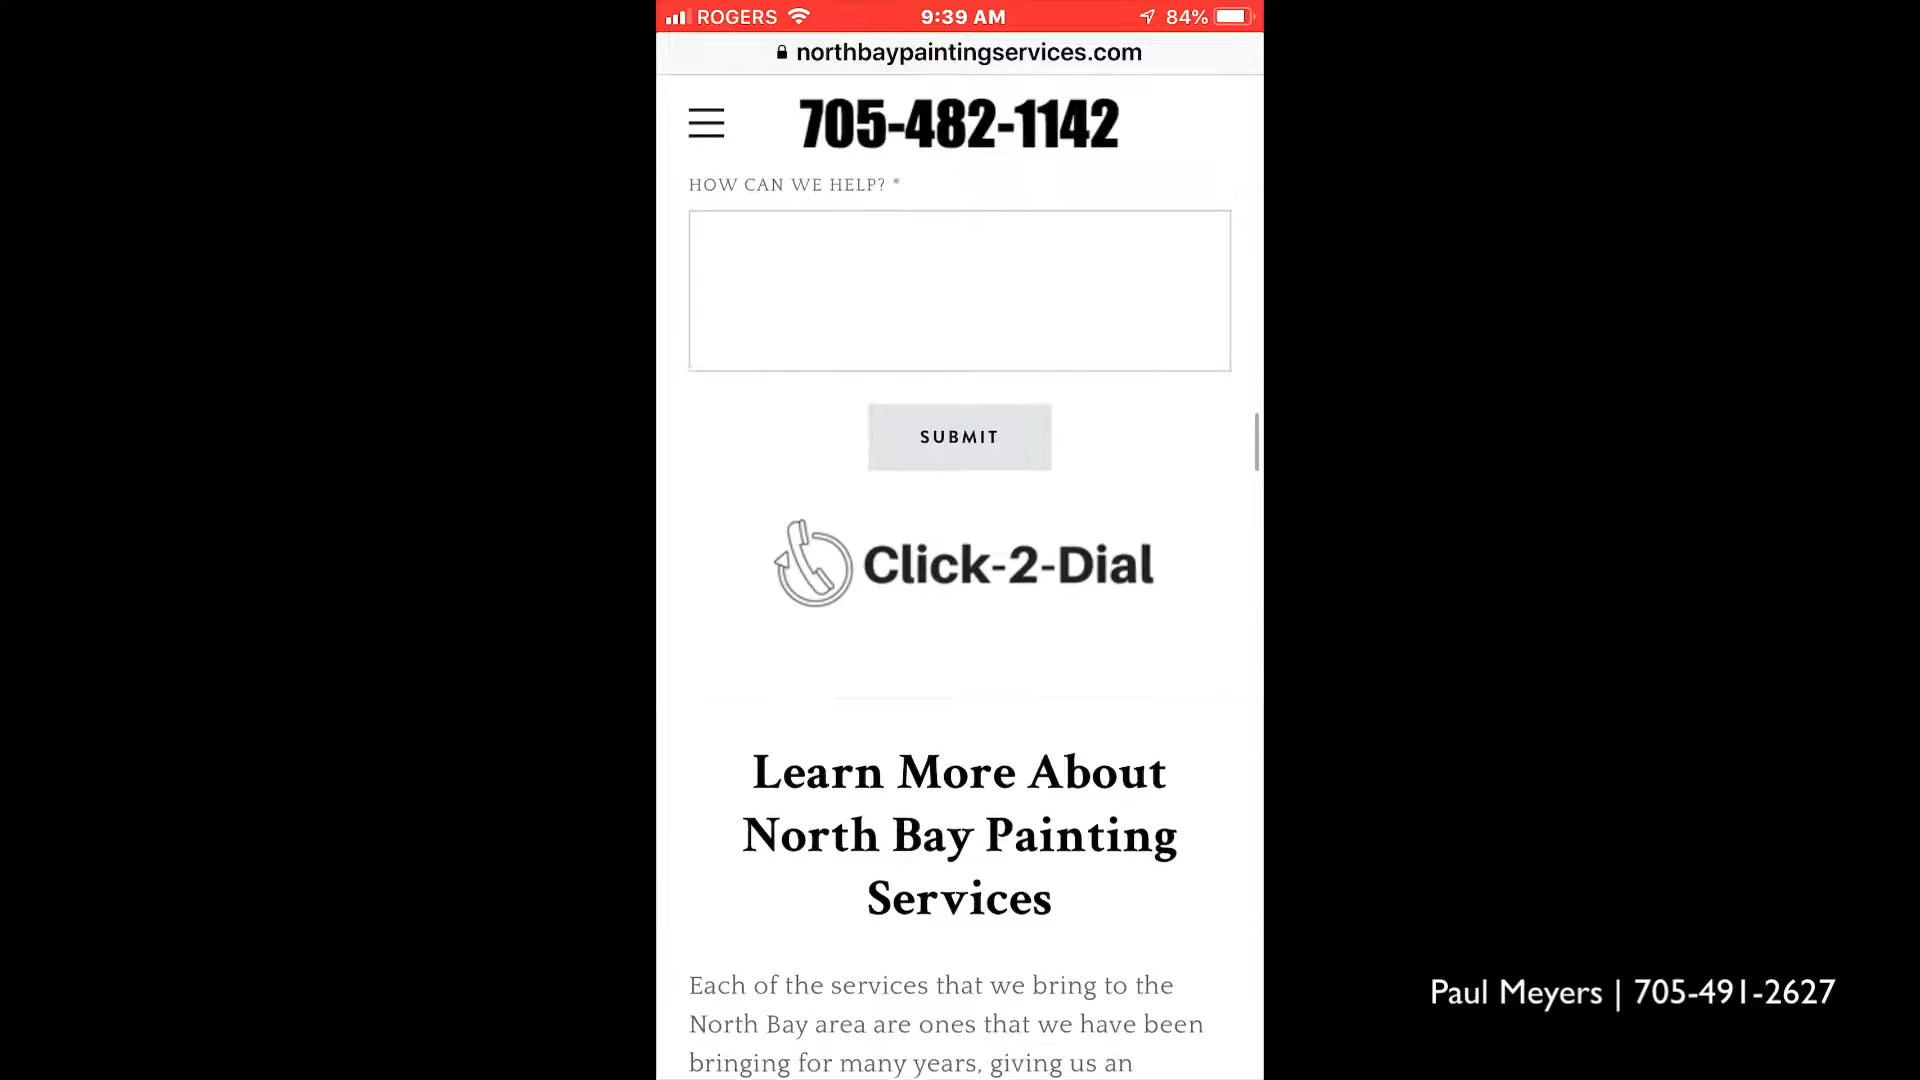 ROGERS 9:39 AM 84%
northbaypaintingservices.com
705-482-1142
HOW CAN WE HELP? *
SUBMIT
Click-2-Dial
Learn More About
North Bay Painting
Services
Each of the services that we bring to the
North Bay area are ones that we have been
bringing for many years, giving us an
Paul Meyers | 705-491-2627